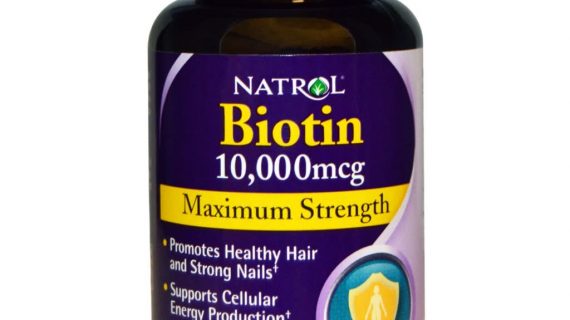 NATROL
Biotin
10,000mcg
Maximum Strength
• Promotes Healthy Hair
and Strong Nails†
• Supports Cellular
Energy Production†